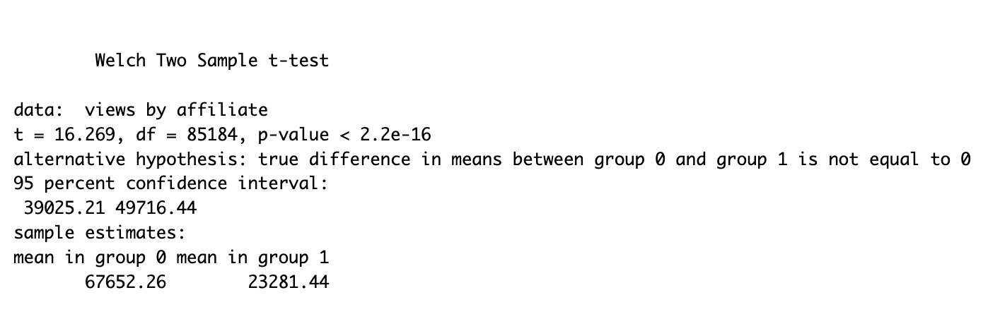 Welch Two Sample t-test
data:  views by affiliate
t = 16.269, df = 85184, p-value < 2.2e-16
alternative hypothesis: true difference in means between group 0 and group 1 is not equal to 0
95 percent confidence interval:
39025.21 49716.44
sample estimates:
mean in group 0 mean in group 1
67652.26        23281.44